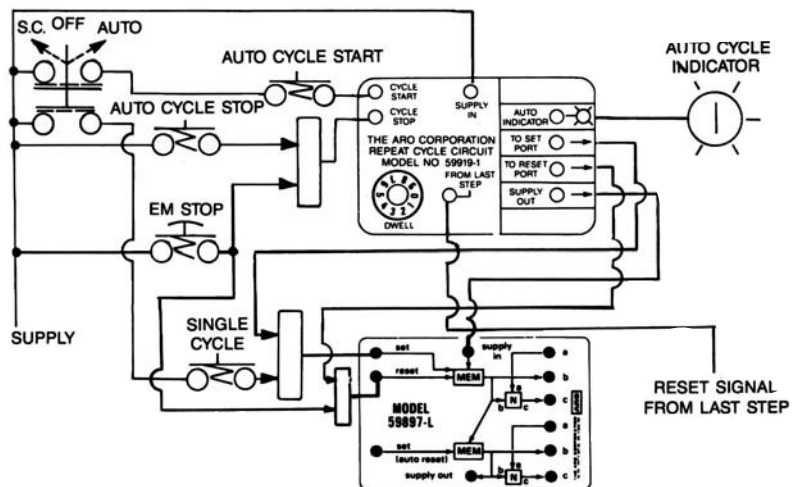 S.C. OFF AUTO
AUTO CYCLE START
AUTO CYCLE
INDICATOR
AUTO CYCLE STOP
CYCLE
START
SUPPLY
IN
CYCLE
STOP
AUTO
INDICATOR
TO SET
PORT
TO RESET
PORT
SUPPLY
OUT
THE ARO CORPORATION
REPEAT CYCLE CIRCUIT
MODEL NO 59919-1
FROM LAST
STEP
DWELL
EM STOP
SUPPLY
SINGLE
CYCLE
RESET SIGNAL
FROM LAST STEP
set
supply
in
a
reset
MEM
b
a
N
b
c
c
ARO
MODEL
59897-L
a
set
(auto reset)
MEM
b
a
supply out
b
N
c
c